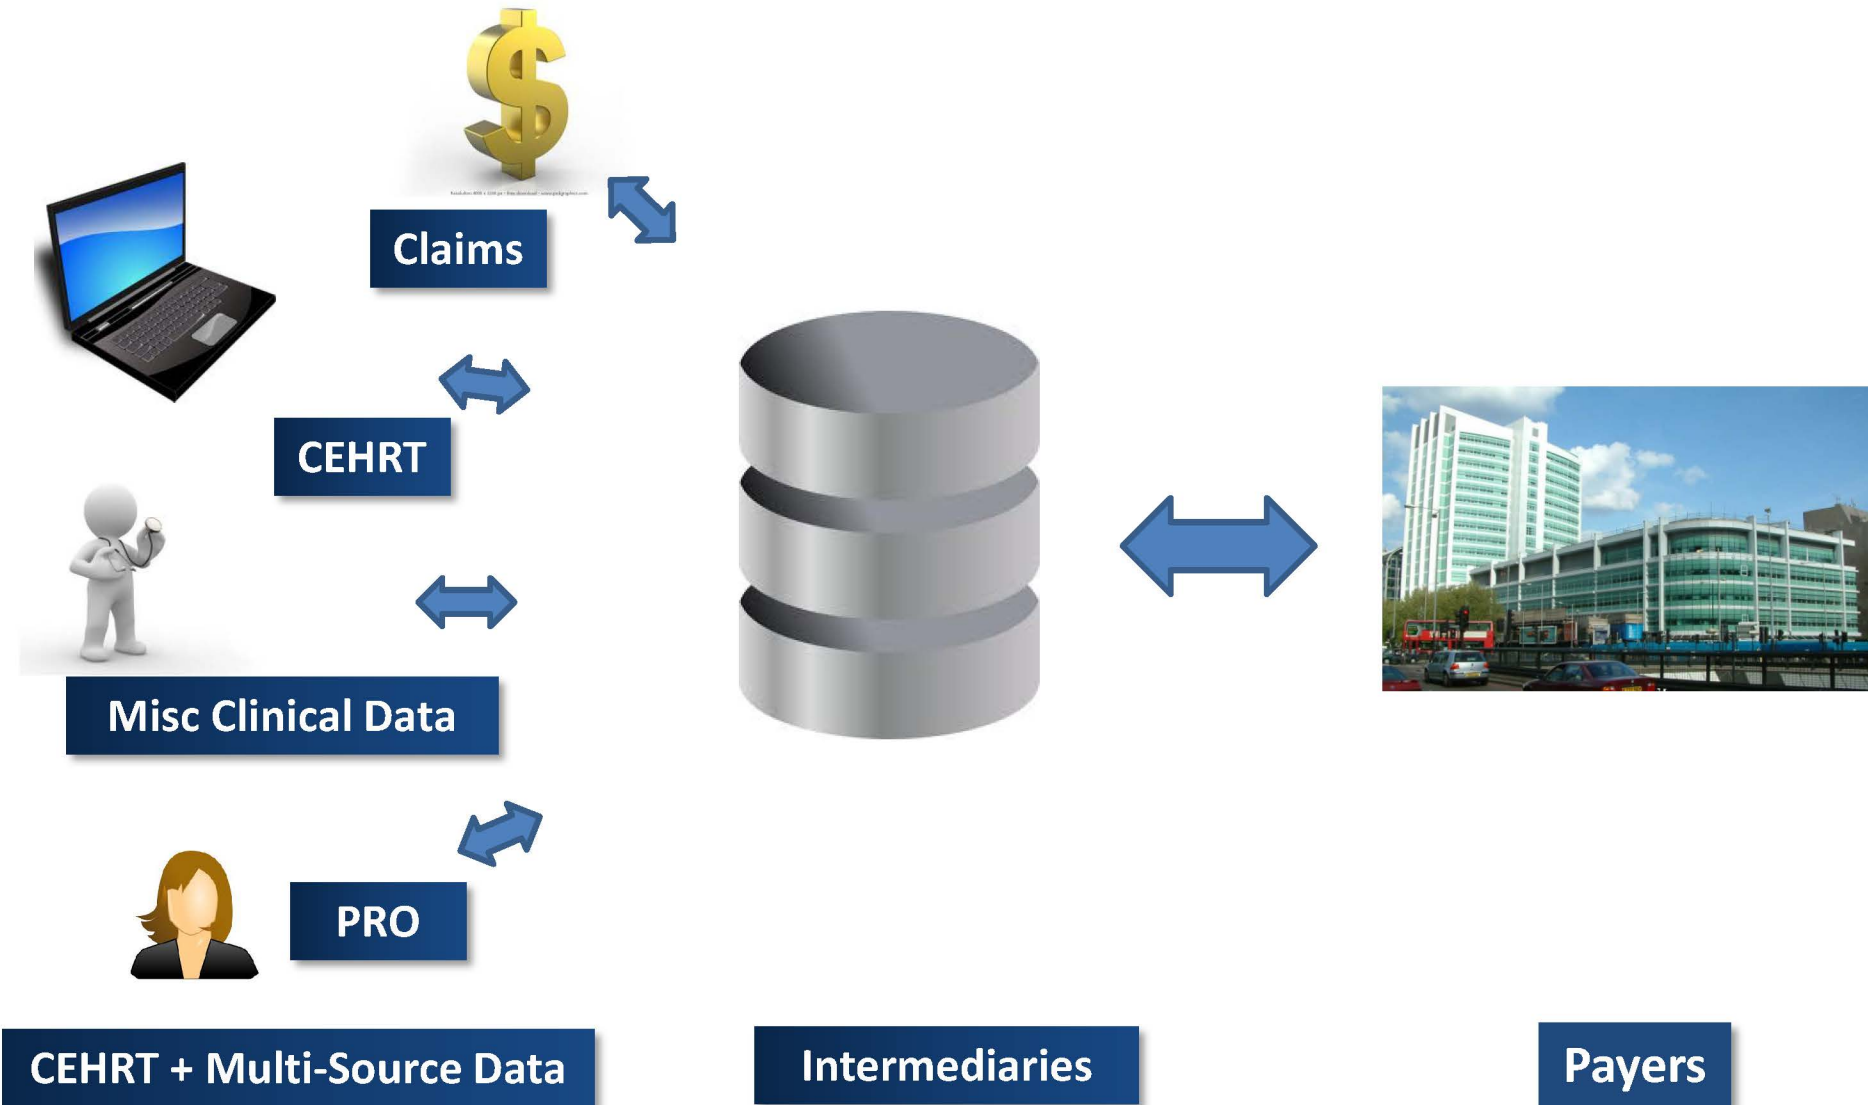 Claims
CEHRT
Misc Clinical Data
PRO
CEHRT + Multi-Source Data
Intermediaries
Payers